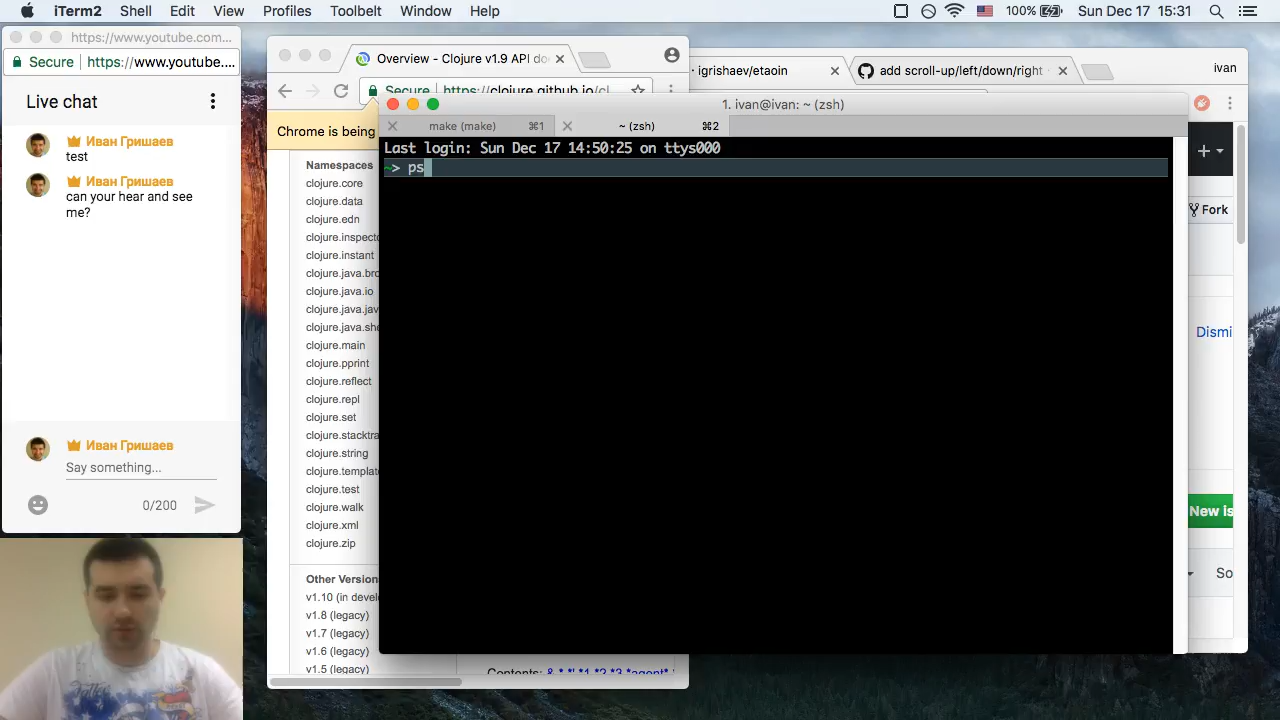 iTerm2 Shell Edit View Profiles Toolbelt Window Help 100% Sun Dec 17 15:31
https://www.youtube.com...
Secure https://www.youtube....
Live chat
Иван Гришаев
test
Иван Гришаев
can your hear and see
me?
Иван Гришаев
Say something...
0/200
Overview - Clojure v1.9 API do
Secure https://clojure.github.io/cl
Chrome is being
Namespaces
clojure.core
clojure.data
clojure.edn
clojure.inspecto
clojure.instant
clojure.java.bro
clojure.java.io
clojure.java.jav
clojure.java.she
clojure.main
clojure.pprint
clojure.reflect
clojure.repl
clojure.set
clojure.stacktra
clojure.string
clojure.template
clojure.test
clojure.walk
clojure.xml
clojure.zip
Other Version
v1.10 (in develo
v1.8 (legacy)
v1.7 (legacy)
v1.6 (legacy)
v1.5 (legacy)
igrishaev/etaoin
add scroll-up/left/down/right
ivan
1. ivan@ivan: ~ (zsh)
make (make) ⌘1
~ (zsh) ⌘2
Last login: Sun Dec 17 14:50:25 on ttys000
~> ps
Fork
Dismi
New is
So